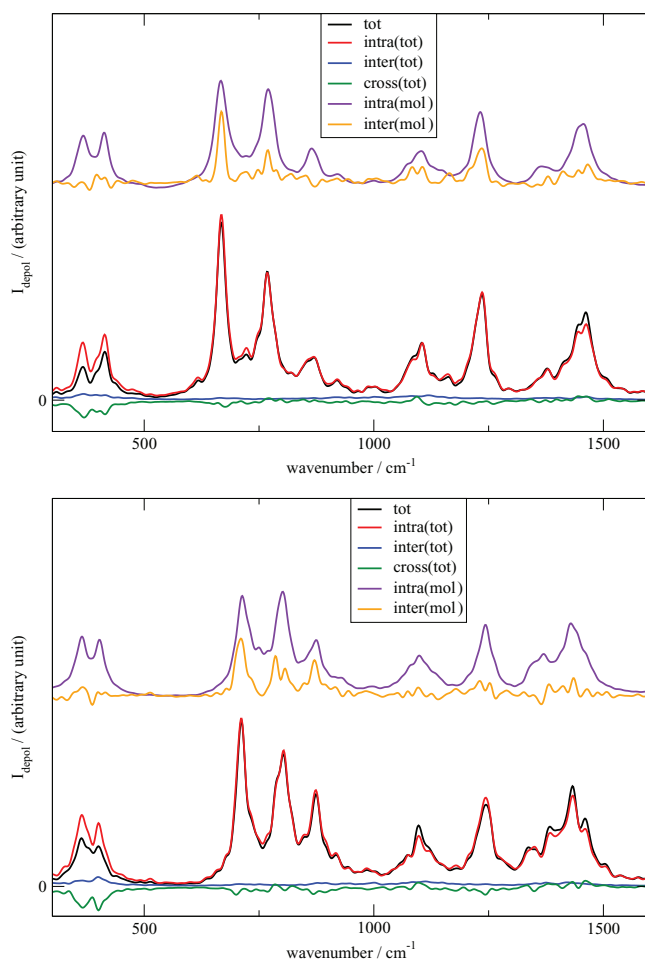 tot
intra(tot)
inter(tot)
cross(tot)
intra(mol)
inter(mol)
I_depol / (arbitrary unit)
0
500 1000 1500
wavenumber / cm⁻¹
tot
intra(tot)
inter(tot)
cross(tot)
intra(mol)
inter(mol)
I_depol / (arbitrary unit)
0
500 1000 1500
wavenumber / cm⁻¹